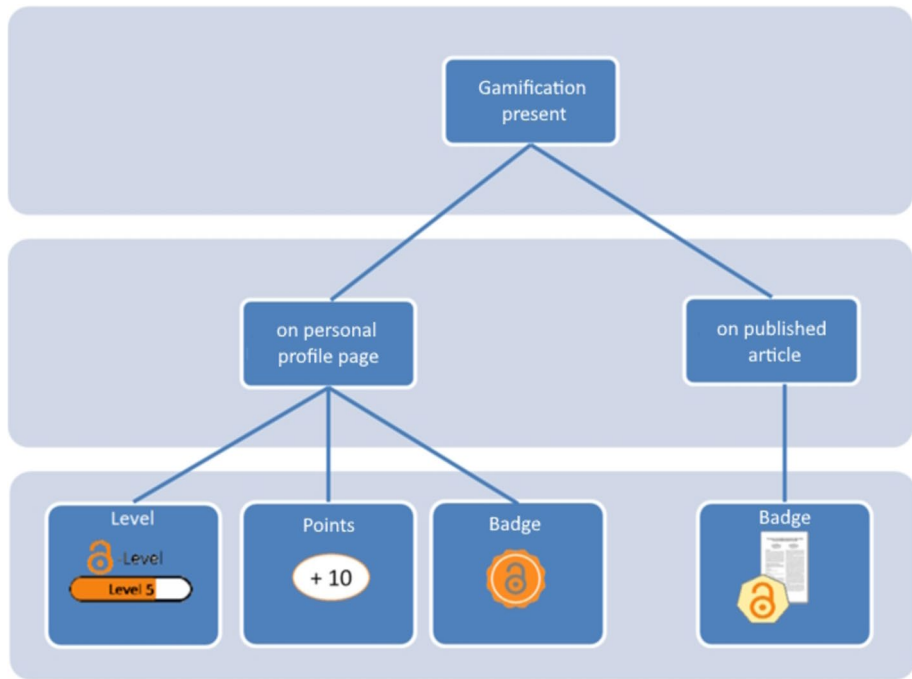 Gamification
present
on personal
profile page
on published
article
Level
-Level
Level 5
Points
+ 10
Badge
Badge